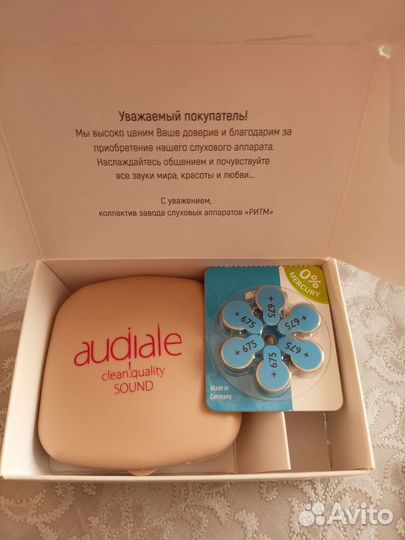 Уважаемый покупатель!
Мы высоко ценим Ваше доверие и благодарим за
приобретение нашего слухового аппарата.
Наслаждайтесь общением и почувствуйте
все звуки мира, красоты и любви...
С уважением,
коллектив завода слуховых аппаратов «РИТМ»
0%
MERCURY
audiale
clean.quality
SOUND
+ 675
+ 675
+ 675
+ 675
+ 675
+ 675
Made in
Germany
Avito